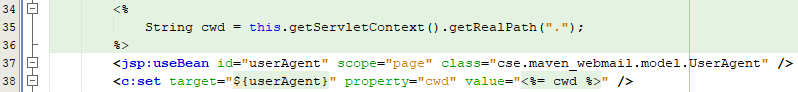 34 <%
35 String cwd = this.getServletContext().getRealPath(".");
36 %>
37 <jsp:useBean id="userAgent" scope="page" class="cse.maven_webmail.model.UserAgent" />
38 <c:set target="${userAgent}" property="cwd" value="<%= cwd %>" />